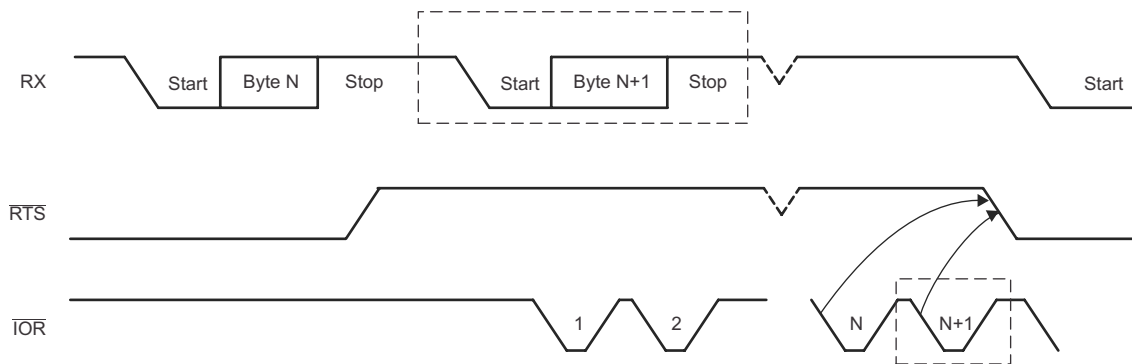 RX Start Byte N Stop Start Byte N+1 Stop Start
RTS
IOR 1 2 N N+1